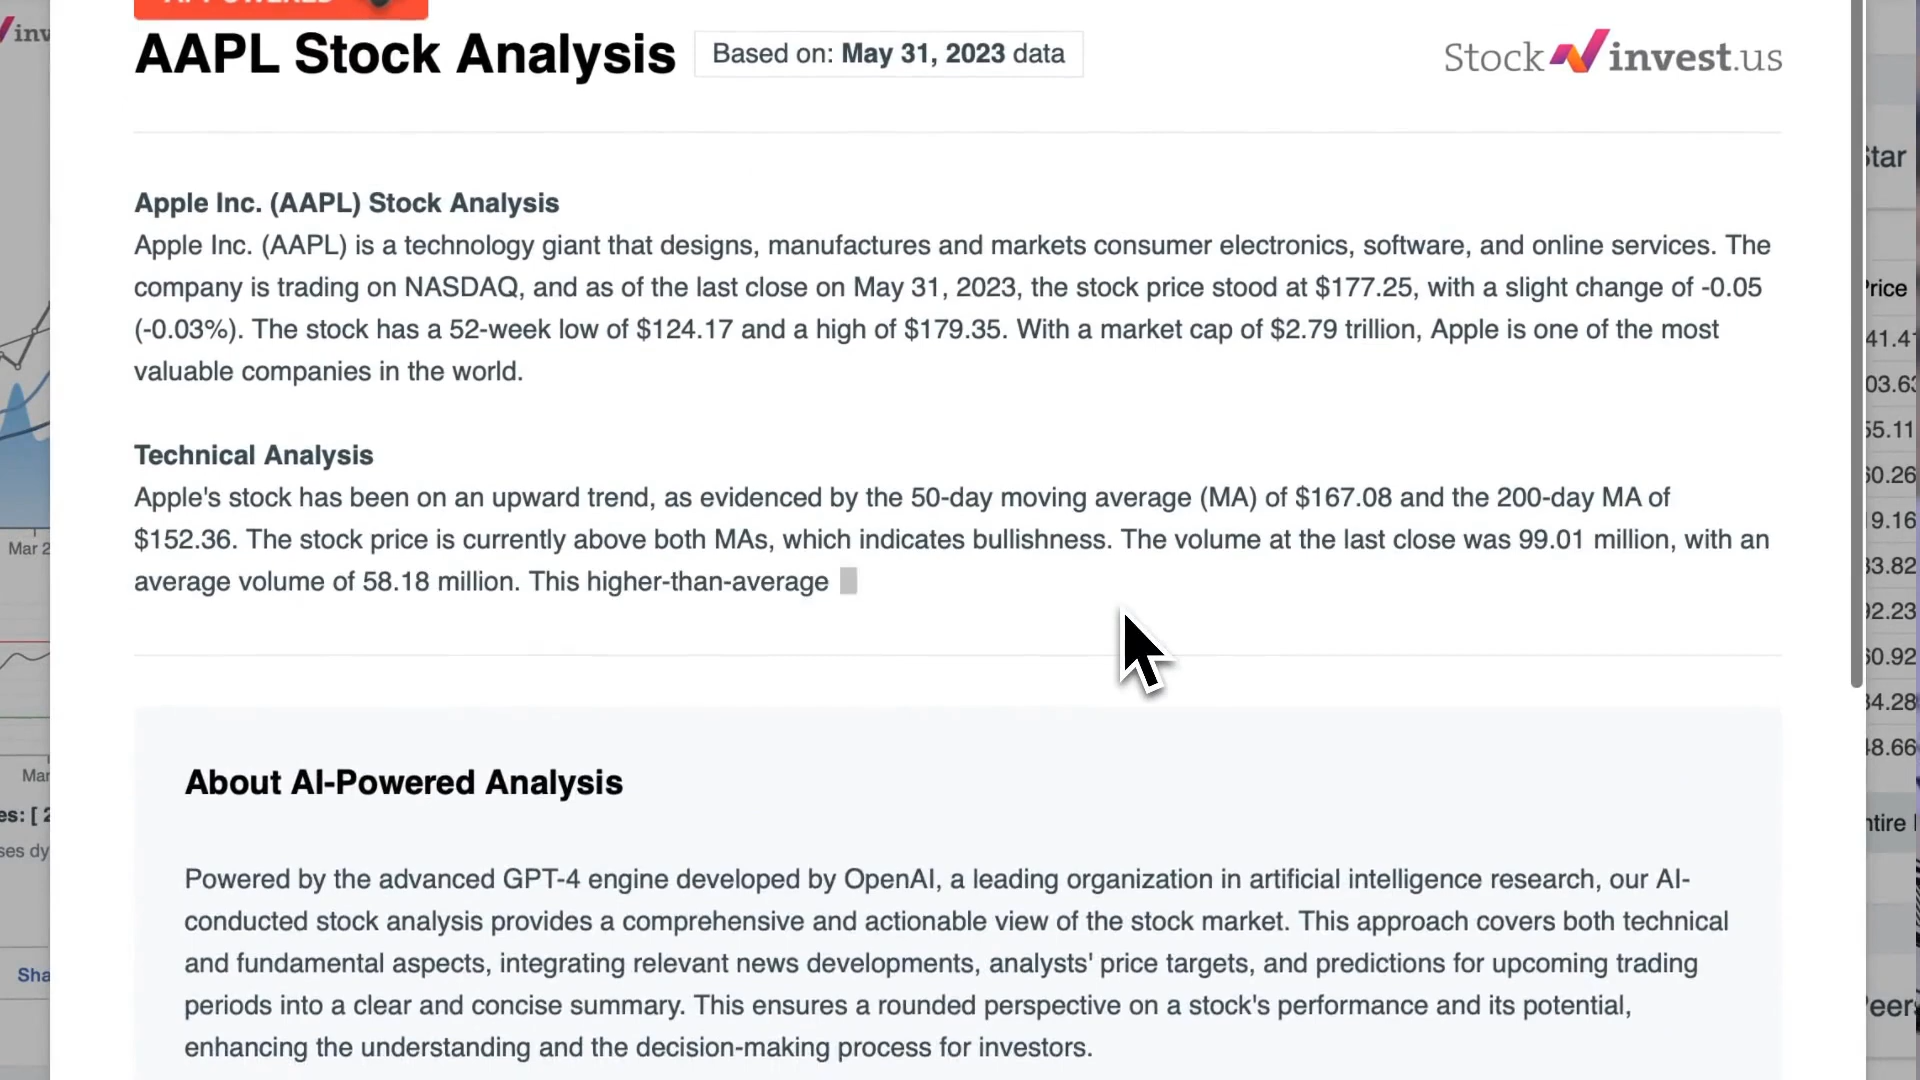 AAPL Stock Analysis
Based on: May 31, 2023 data
Stock invest.us
Apple Inc. (AAPL) Stock Analysis
Apple Inc. (AAPL) is a technology giant that designs, manufactures and markets consumer electronics, software, and online services. The
company is trading on NASDAQ, and as of the last close on May 31, 2023, the stock price stood at $177.25, with a slight change of -0.05
(-0.03%). The stock has a 52-week low of $124.17 and a high of $179.35. With a market cap of $2.79 trillion, Apple is one of the most
valuable companies in the world.
Technical Analysis
Apple's stock has been on an upward trend, as evidenced by the 50-day moving average (MA) of $167.08 and the 200-day MA of
$152.36. The stock price is currently above both MAs, which indicates bullishness. The volume at the last close was 99.01 million, with an
average volume of 58.18 million. This higher-than-average
About AI-Powered Analysis
Powered by the advanced GPT-4 engine developed by OpenAI, a leading organization in artificial intelligence research, our AI-
conducted stock analysis provides a comprehensive and actionable view of the stock market. This approach covers both technical
and fundamental aspects, integrating relevant news developments, analysts' price targets, and predictions for upcoming trading
periods into a clear and concise summary. This ensures a rounded perspective on a stock's performance and its potential,
enhancing the understanding and the decision-making process for investors.